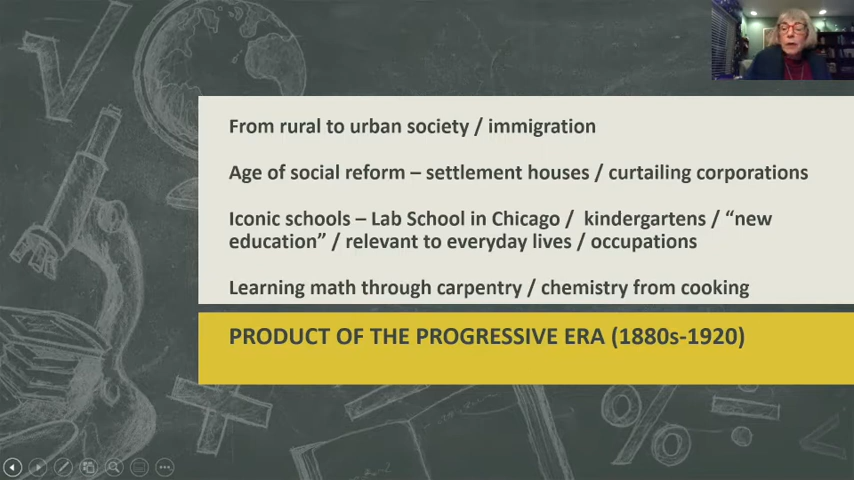 From rural to urban society / immigration
Age of social reform – settlement houses / curtailing corporations
Iconic schools – Lab School in Chicago / kindergartens / “new
education” / relevant to everyday lives / occupations
Learning math through carpentry / chemistry from cooking
PRODUCT OF THE PROGRESSIVE ERA (1880s-1920)